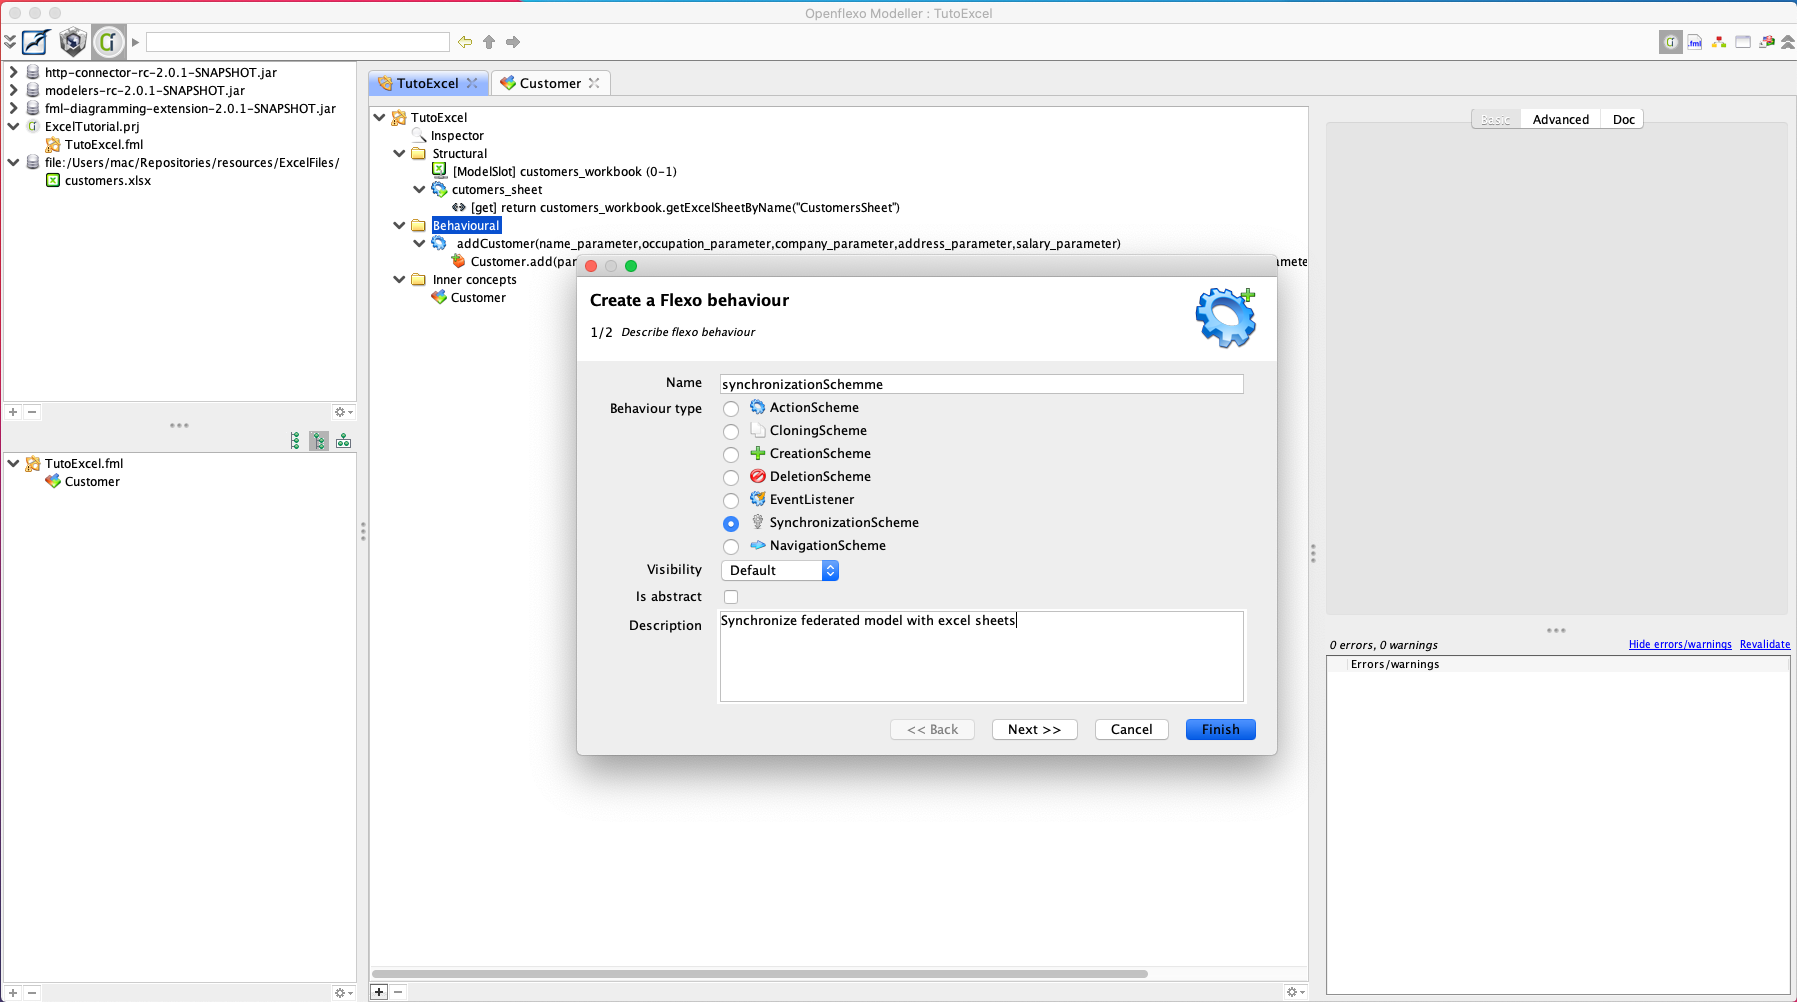 Openflexo Modeller : TutoExcel
http-connector-rc-2.0.1-SNAPSHOT.jar
modelers-rc-2.0.1-SNAPSHOT.jar
fml-diagramming-extension-2.0.1-SNAPSHOT.jar
ExcelTutorial.prj
TutoExcel.fml
file:/Users/mac/Repositories/resources/ExcelFiles/
customers.xlsx
TutoExcel.fml
Customer
TutoExcel
Customer
TutoExcel
Inspector
Structural
[ModelSlot] customers_workbook (0-1)
cutomers_sheet
[get] return customers_workbook.getExcelSheetByName("CustomersSheet")
Behavioural
addCustomer(name_parameter,occupation_parameter,company_parameter,address_parameter,salary_parameter)
Customer.add(par
mete
Inner concepts
Customer
Create a Flexo behaviour
1/2 Describe flexo behaviour
Name
synchronizationSchemme
Behaviour type
ActionScheme
CloningScheme
CreationScheme
DeletionScheme
EventListener
SynchronizationScheme
NavigationScheme
Visibility
Default
Is abstract
Description
Synchronize federated model with excel sheets
<< Back
Next >>
Cancel
Finish
.fml
Basic
Advanced
Doc
0 errors, 0 warnings
Hide errors/warnings
Revalidate
Errors/warnings